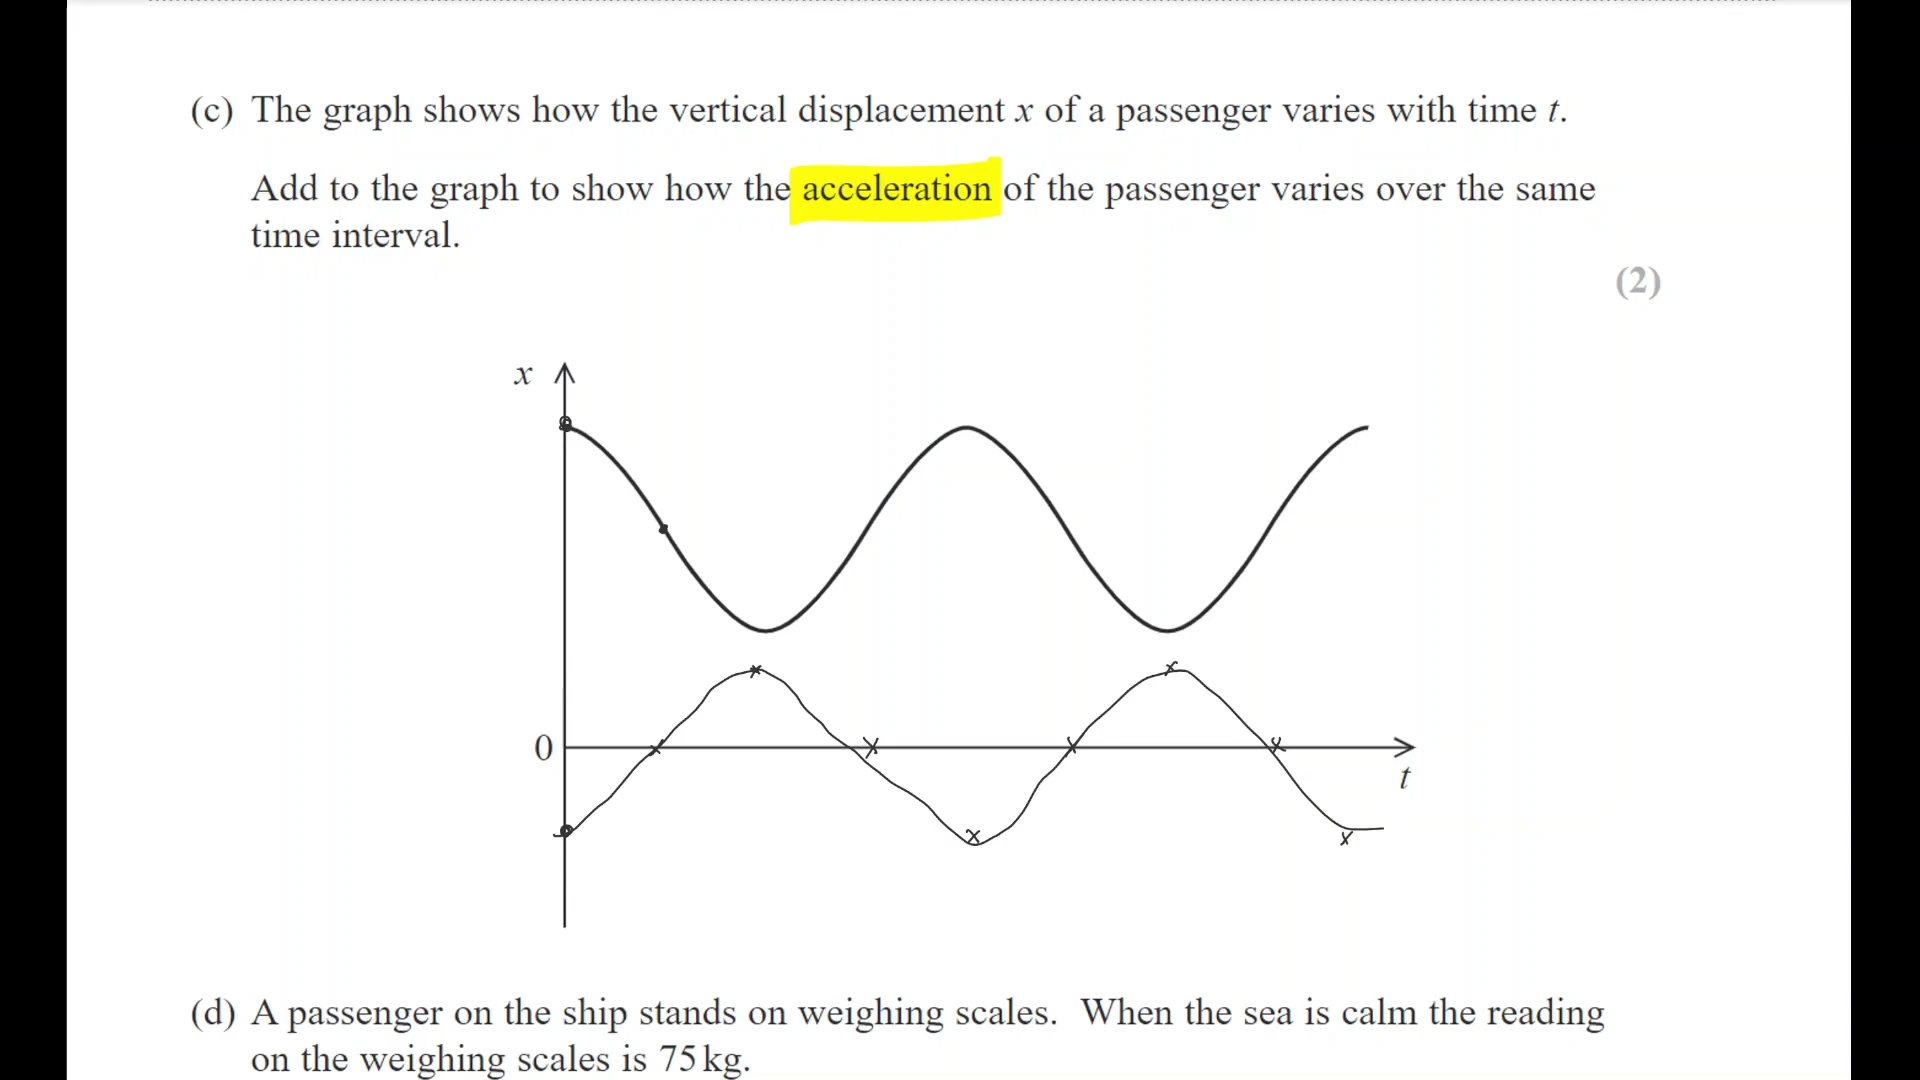 (c) The graph shows how the vertical displacement x of a passenger varies with time t.
Add to the graph to show how the acceleration of the passenger varies over the same
time interval.
(2)
x
0
t
(d) A passenger on the ship stands on weighing scales. When the sea is calm the reading
on the weighing scales is 75 kg.